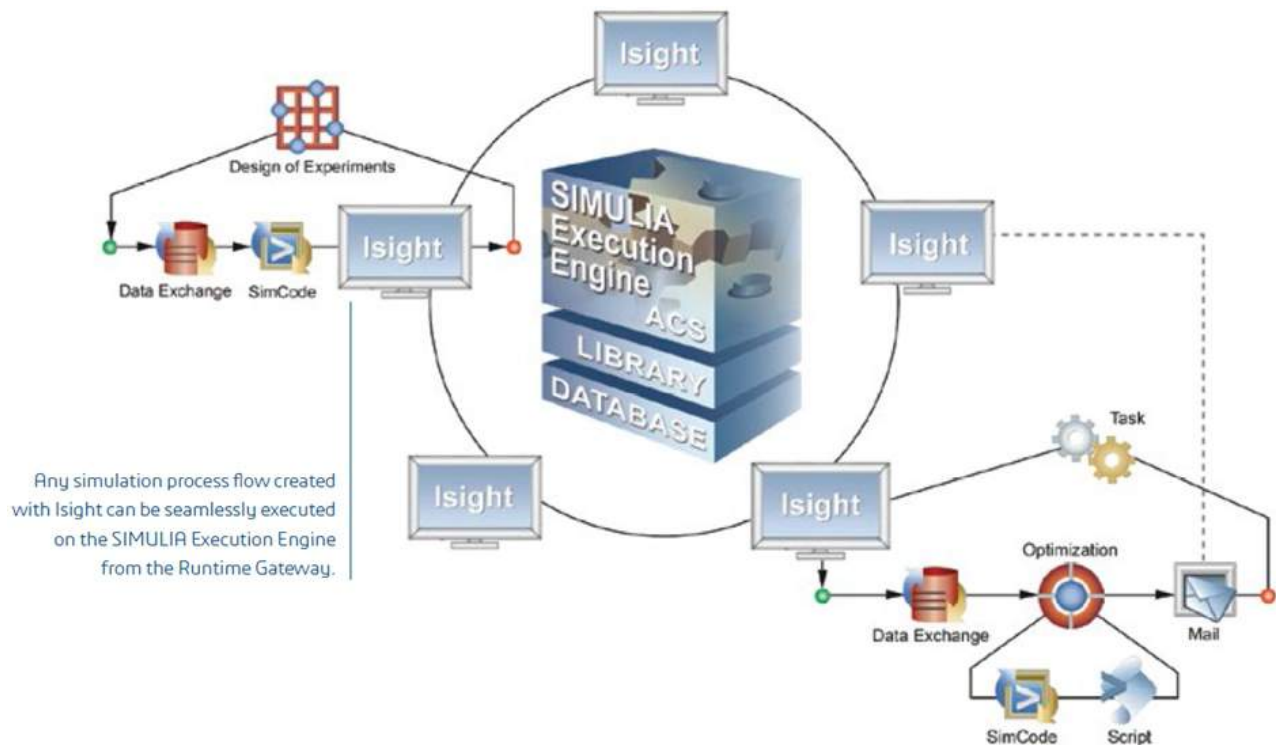 Isight
Design of Experiments
SIMULIA
Execution
Engine
ACS
LIBRARY
DATABASE
Isight
Isight
Data Exchange
SimCode
Any simulation process flow created
with Isight can be seamlessly executed
on the SIMULIA Execution Engine
from the Runtime Gateway.
Isight
Isight
Task
Optimization
Data Exchange
Mail
SimCode
Script